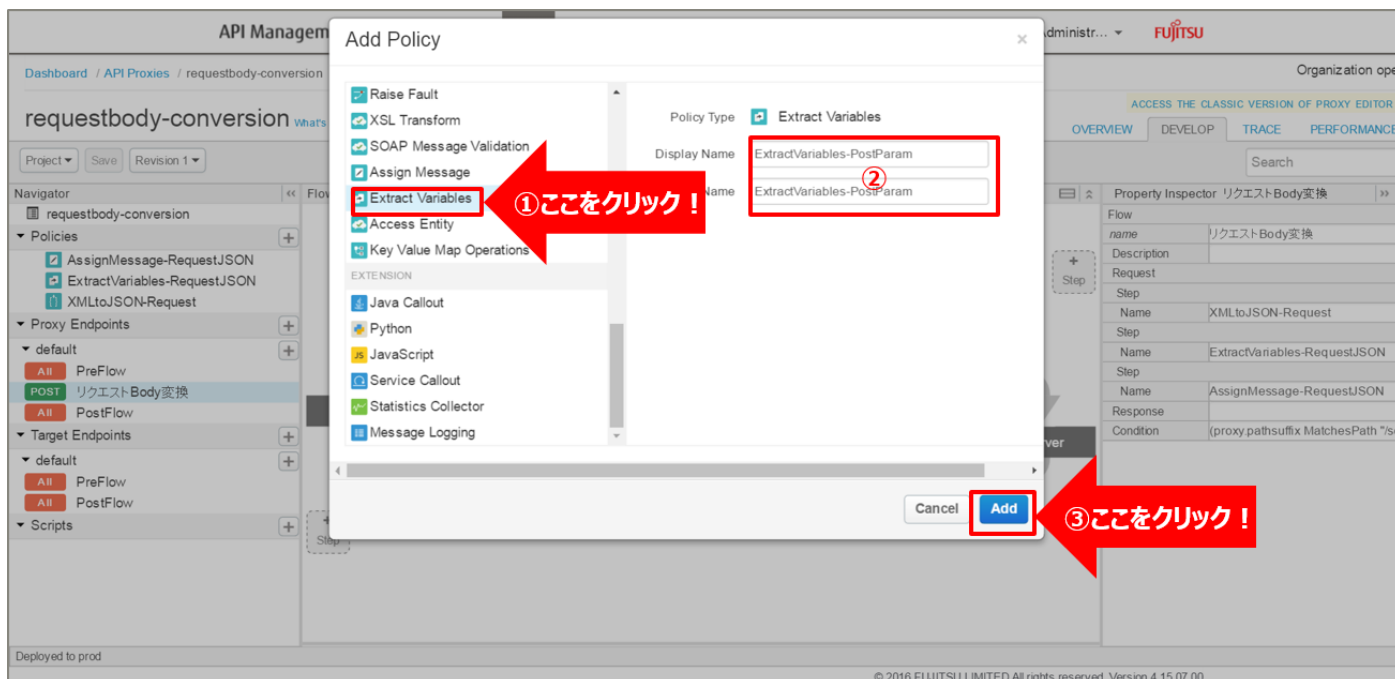 API Managem
dministr...
FUJITSU
Dashboard / API Proxies / requestbody-conversion
Organization ope
requestbody-conversion What's
ACCESS THE CLASSIC VERSION OF PROXY EDITOR
OVERVIEW DEVELOP TRACE PERFORMANCE
Project Save Revision 1
Search
Navigator
requestbody-conversion
Policies
AssignMessage-RequestJSON
ExtractVariables-RequestJSON
XMLtoJSON-Request
Proxy Endpoints
default
All PreFlow
POST リクエストBody変換
All PostFlow
Target Endpoints
default
All PreFlow
All PostFlow
Scripts
Flow
+
Step
Add Policy
×
Raise Fault
XSL Transform
SOAP Message Validation
Assign Message
Extract Variables
Access Entity
Key Value Map Operations
EXTENSION
Java Callout
Python
JavaScript
Service Callout
Statistics Collector
Message Logging
①ここをクリック！
Policy Type Extract Variables
Display Name ExtractVariables-PostParam
②
Name ExtractVariables-PostParam
Cancel Add
③ここをクリック！
+
Step
ver
Property Inspector リクエストBody変換
Flow
name リクエストBody変換
Description
Request
Step
Name XMLtoJSON-Request
Step
Name ExtractVariables-RequestJSON
Step
Name AssignMessage-RequestJSON
Response
Condition (proxy.pathsuffix MatchesPath "/s
Deployed to prod
© 2016 FUJITSU LIMITED All rights reserved. Version 4.15.07.00